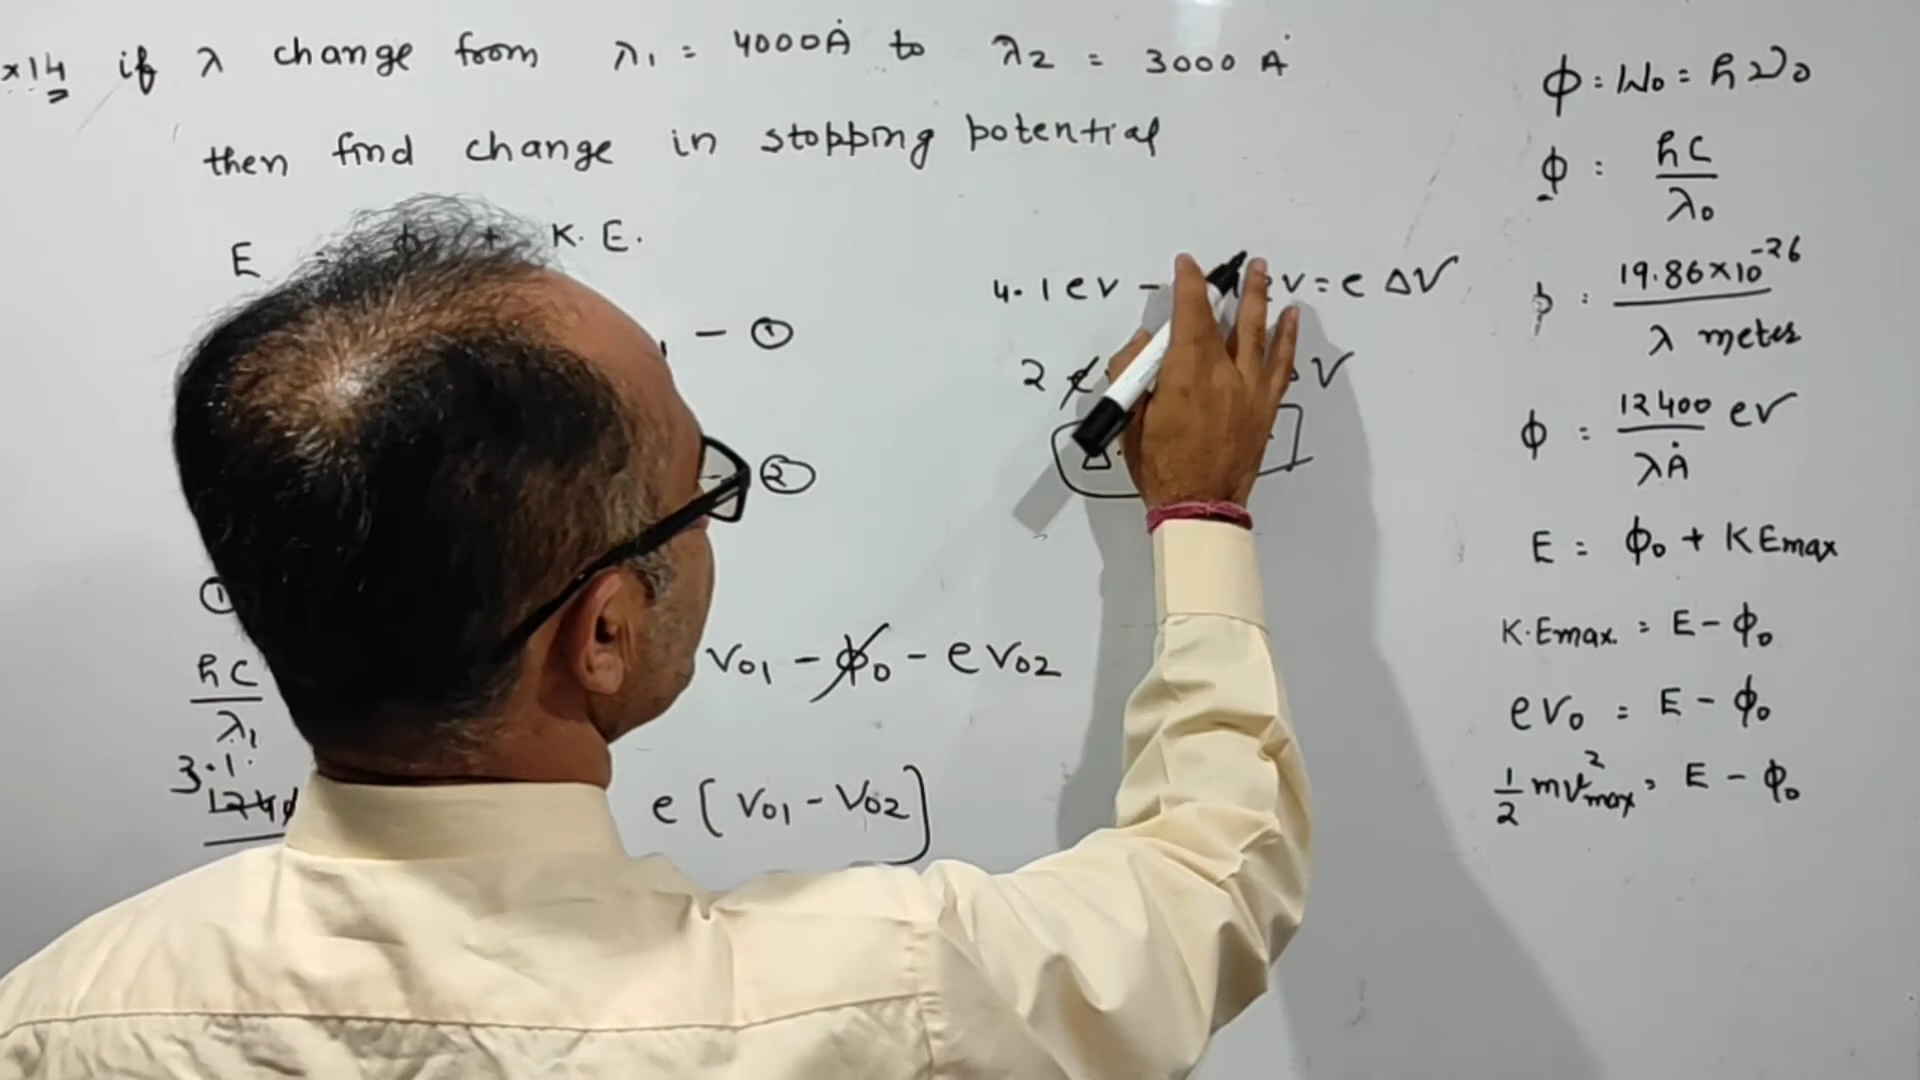 x14 if λ change from λ1 = 4000Å to λ2 = 3000 Å
then find change in stopping potential
E = ϕ + K.E.
- ①
②
①
hc/λ1
V01 - ϕ0 - eV02
3.1
e[V01 - V02]
4.1 ev - ev = e ΔV
2 e V
ϕ = W0 = hν0
ϕ = hc/λ0
ϕ = 19.86×10^-26/λ meter
ϕ = 12400/λÅ ev
E = ϕ0 + KEmax
K.Emax. = E - ϕ0
eV0 = E - ϕ0
1/2 mv²max = E - ϕ0